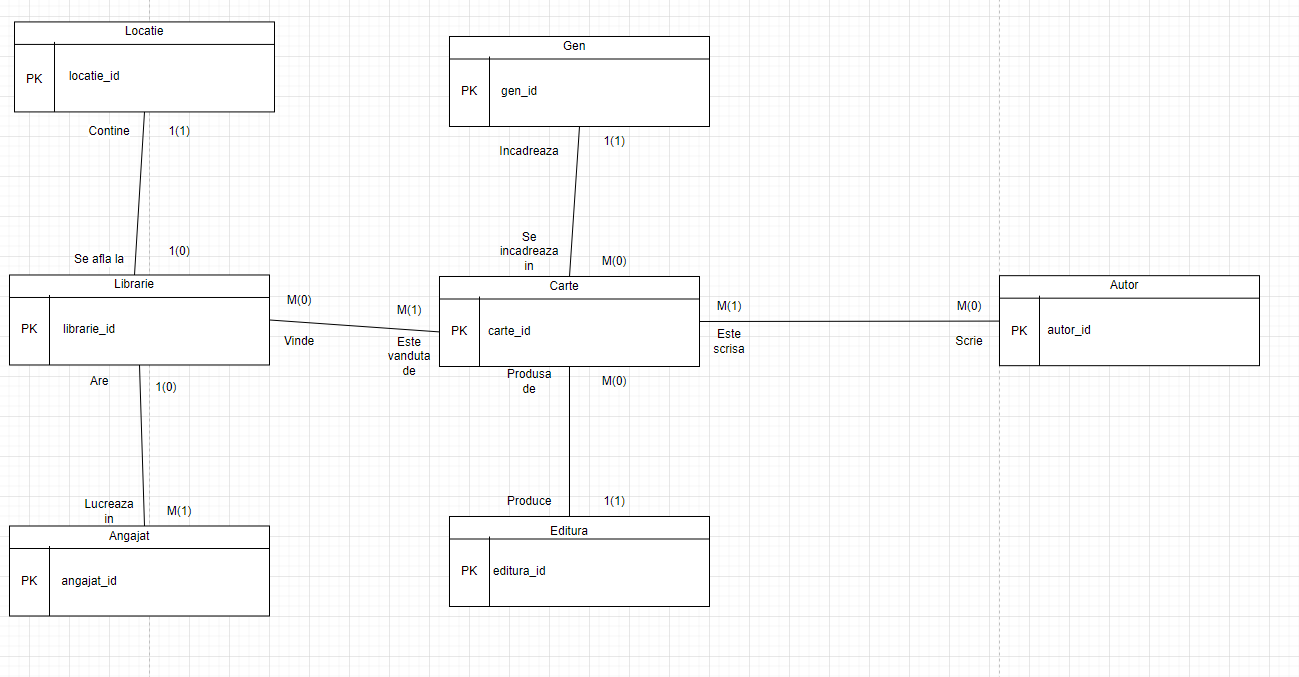 Locatie
PK
locatie_id
Contine
1(1)
Se afla la
1(0)
Gen
PK
gen_id
Incadreaza
1(1)
Se
incadreaza
in
M(0)
Librarie
PK
librarie_id
M(0)
Vinde
M(1)
Este
vanduta
de
Carte
PK
carte_id
M(1)
Este
scrisa
M(0)
Scrie
Autor
PK
autor_id
Are
1(0)
Lucreaza
in
M(1)
Angajat
PK
angajat_id
Produsa
de
M(0)
Produce
1(1)
Editura
PK
editura_id